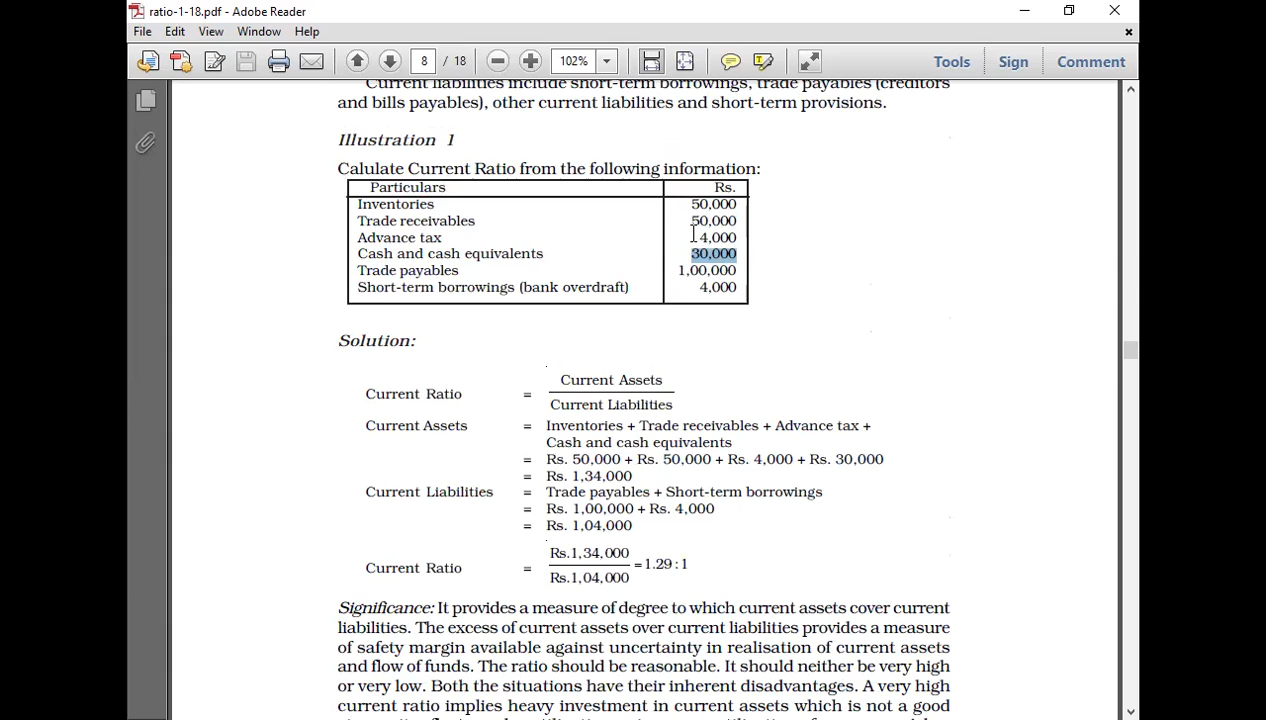 ratio-1-18.pdf - Adobe Reader
File Edit View Window Help
8 / 18 102% Tools Sign Comment
Current liabilities include short-term borrowings, trade payables (creditors
and bills payables), other current liabilities and short-term provisions.
Illustration 1
Calulate Current Ratio from the following information:
Particulars Rs.
Inventories 50,000
Trade receivables 50,000
Advance tax 4,000
Cash and cash equivalents 30,000
Trade payables 1,00,000
Short-term borrowings (bank overdraft) 4,000
Solution:
Current Ratio = Current Assets
Current Liabilities
Current Assets = Inventories + Trade receivables + Advance tax +
Cash and cash equivalents
= Rs. 50,000 + Rs. 50,000 + Rs. 4,000 + Rs. 30,000
= Rs. 1,34,000
Current Liabilities = Trade payables + Short-term borrowings
= Rs. 1,00,000 + Rs. 4,000
= Rs. 1,04,000
Current Ratio = Rs.1,34,000
Rs.1,04,000 = 1.29 : 1
Significance: It provides a measure of degree to which current assets cover current
liabilities. The excess of current assets over current liabilities provides a measure
of safety margin available against uncertainty in realisation of current assets
and flow of funds. The ratio should be reasonable. It should neither be very high
or very low. Both the situations have their inherent disadvantages. A very high
current ratio implies heavy investment in current assets which is not a good